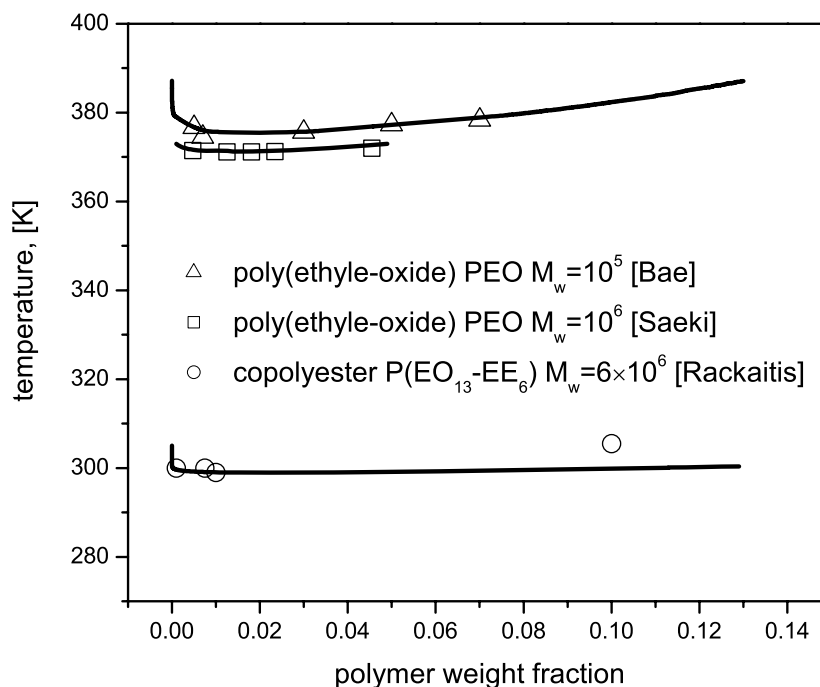 400
380
360
340
320
300
280
temperature, [K]
poly(ethyle-oxide) PEO M_w=10^5 [Bae]
poly(ethyle-oxide) PEO M_w=10^6 [Saeki]
copolyester P(EO_13-EE_6) M_w=6×10^6 [Rackaitis]
0.00 0.02 0.04 0.06 0.08 0.10 0.12 0.14
polymer weight fraction